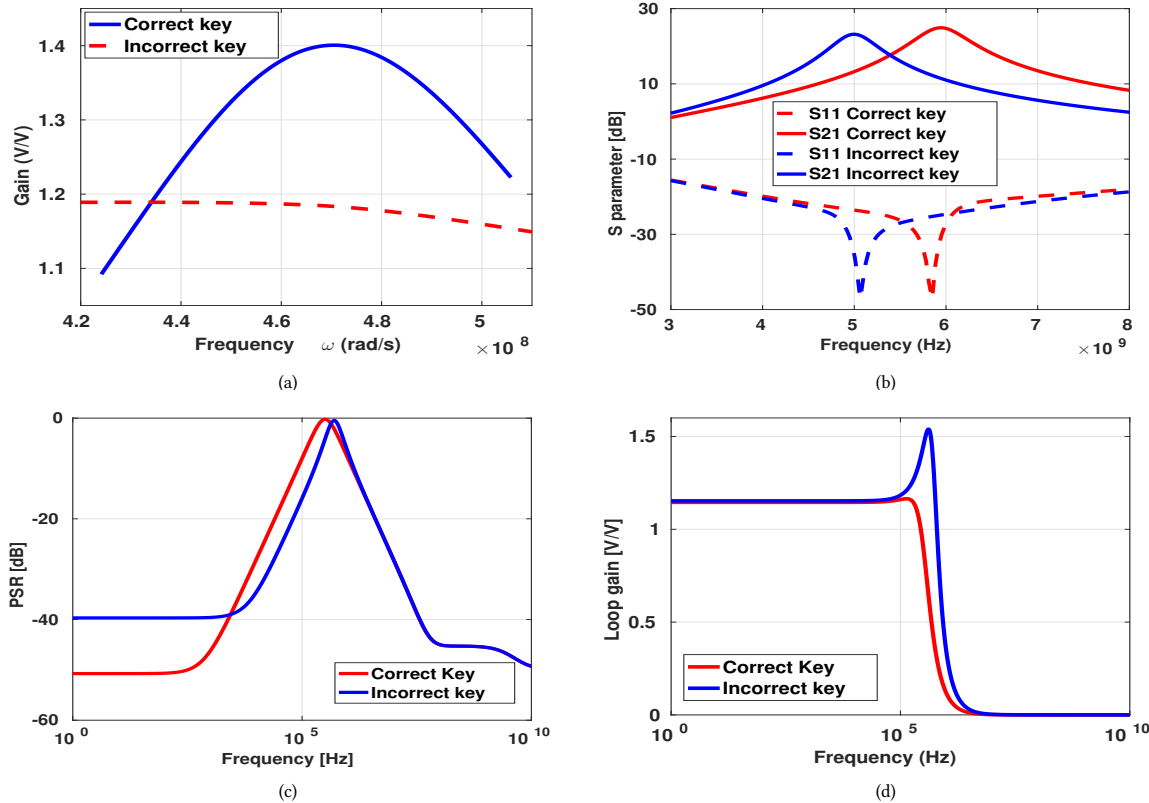 Correct key
Incorrect key
Gain (V/V)
1.4
1.3
1.2
1.1
4.2
4.4
4.6
4.8
5
Frequency ω (rad/s)
×10 8
(a)
S parameter [dB]
30
10
-10
-30
-50
S11 Correct key
S21 Correct key
S11 Incorrect key
S21 Incorrect key
3
4
5
6
7
8
Frequency (Hz)
×10 9
(b)
PSR [dB]
0
-20
-40
-60
Correct Key
Incorrect key
10 0
10 5
10 10
Frequency [Hz]
(c)
Loop gain [V/V]
1.5
1
0.5
0
Correct Key
Incorrect key
10 0
10 5
10 10
Frequency (Hz)
(d)